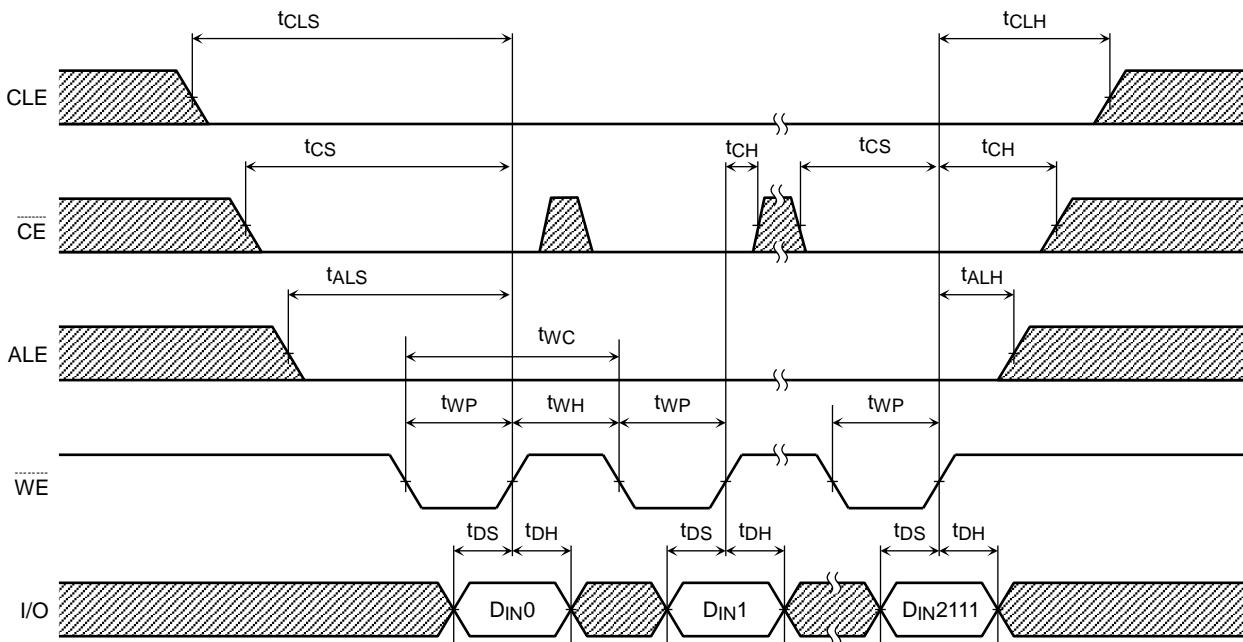 tCLS tCLH
CLE
tCS tCH tCS tCH
CE
tALS tALH
tWC
ALE
tWP tWH tWP tWP
WE
tDS tDH tDS tDH tDS tDH
I/O DIN0 DIN1 DIN2111